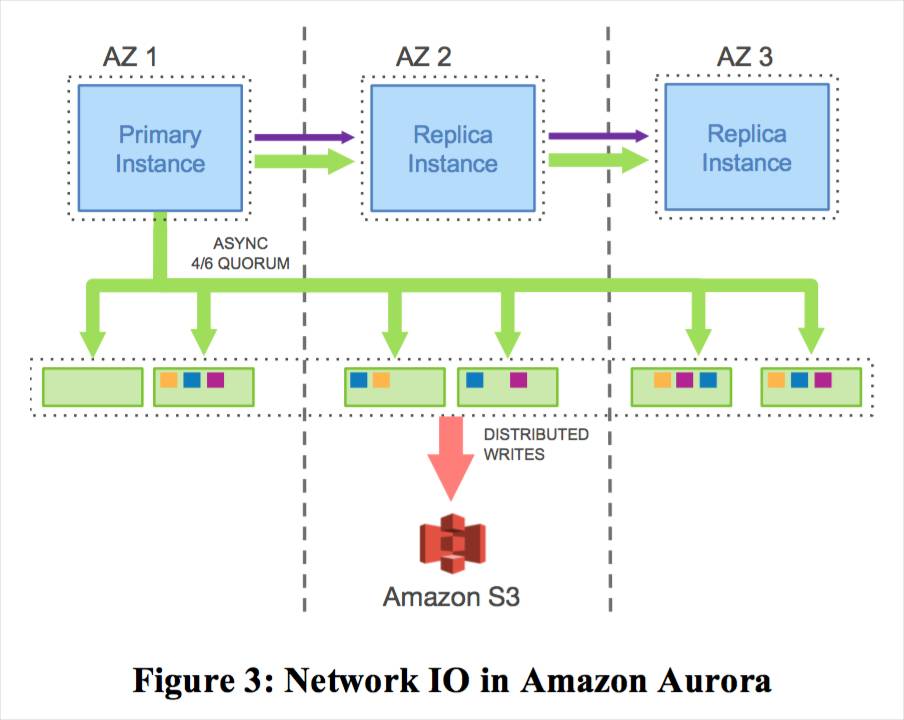 AZ 1
AZ 2
AZ 3
Primary
Instance
Replica
Instance
Replica
Instance
ASYNC
4/6 QUORUM
DISTRIBUTED
WRITES
Amazon S3
Figure 3: Network IO in Amazon Aurora